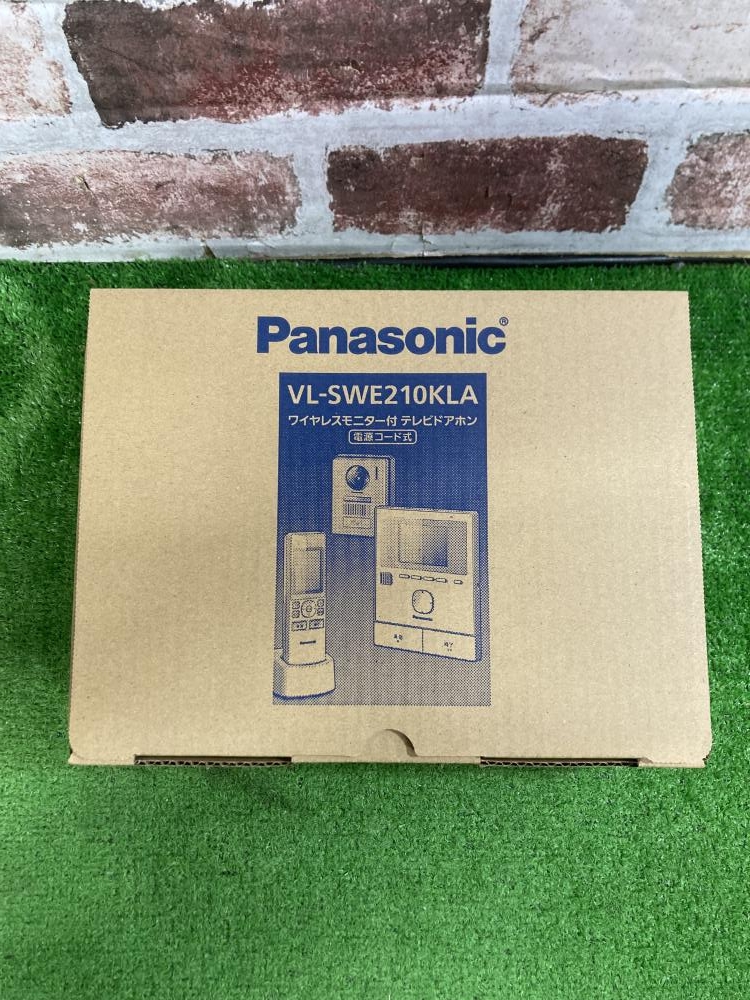 Panasonic®
VL-SWE210KLA
ワイヤレスモニター付 テレビドアホン
電源コード式
Panasonic